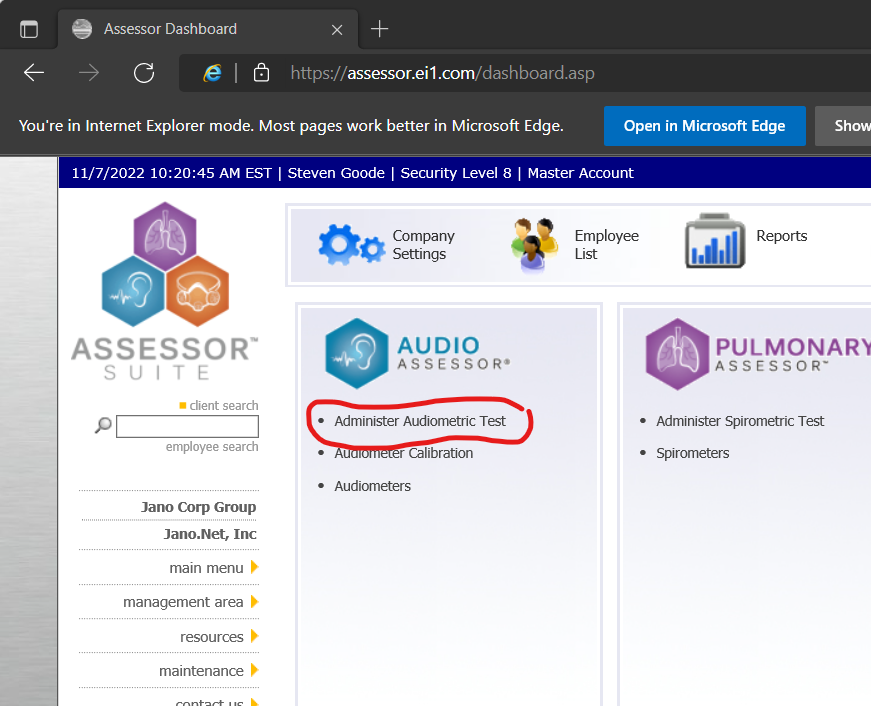 Assessor Dashboard
https://assessor.ei1.com/dashboard.asp
You're in Internet Explorer mode. Most pages work better in Microsoft Edge.
Open in Microsoft Edge
Show
11/7/2022 10:20:45 AM EST | Steven Goode | Security Level 8 | Master Account
ASSESSOR™
SUITE
client search
employee search
Jano Corp Group
Jano.Net, Inc
main menu
management area
resources
maintenance
contact us
Company
Settings
Employee
List
Reports
AUDIO
ASSESSOR®
Administer Audiometric Test
Audiometer Calibration
Audiometers
PULMONARY
ASSESSOR™
Administer Spirometric Test
Spirometers